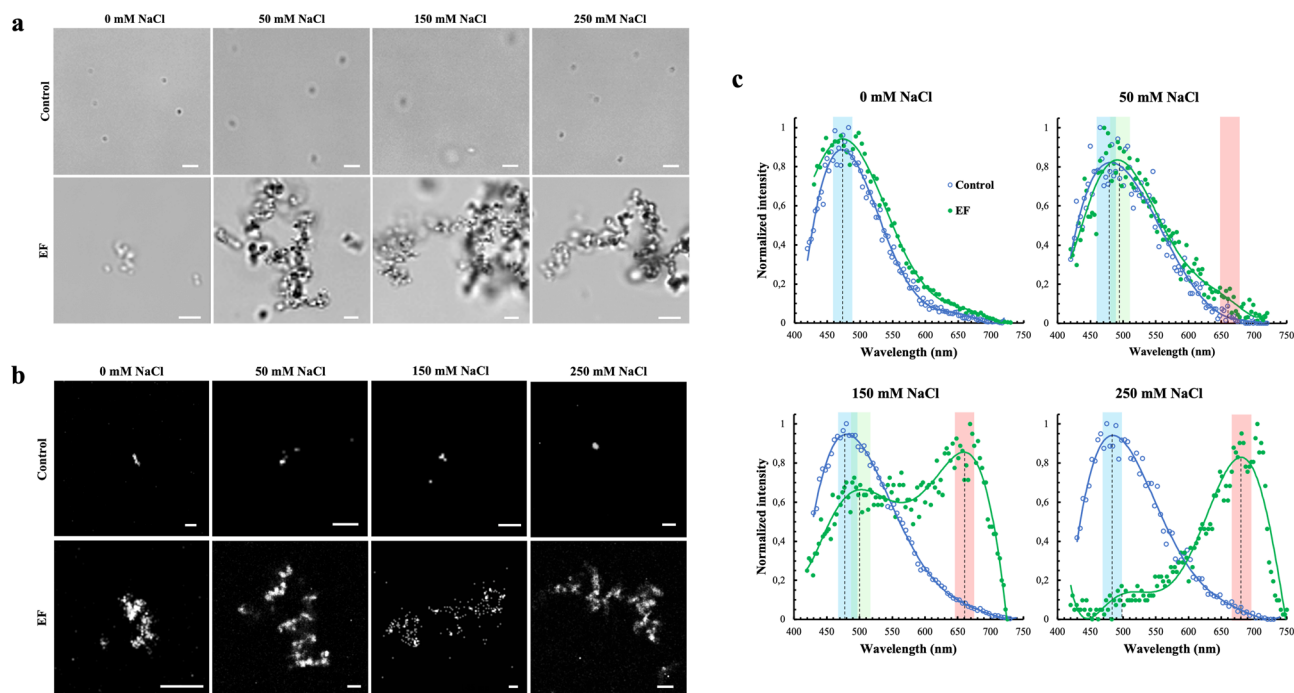 a
0 mM NaCl 50 mM NaCl 150 mM NaCl 250 mM NaCl
Control
EF
b
0 mM NaCl 50 mM NaCl 150 mM NaCl 250 mM NaCl
Control
EF
c
0 mM NaCl
Normalized intensity
1
0,8
0,6
0,4
0,2
0
400 450 500 550 600 650 700 750
Wavelength (nm)
Control
EF
50 mM NaCl
1
0,8
0,6
0,4
0,2
0
400 450 500 550 600 650 700 750
Wavelength (nm)
150 mM NaCl
Normalized intensity
1
0,8
0,6
0,4
0,2
0
400 450 500 550 600 650 700 750
Wavelength (nm)
250 mM NaCl
1
0,8
0,6
0,4
0,2
0
400 450 500 550 600 650 700 750
Wavelength (nm)